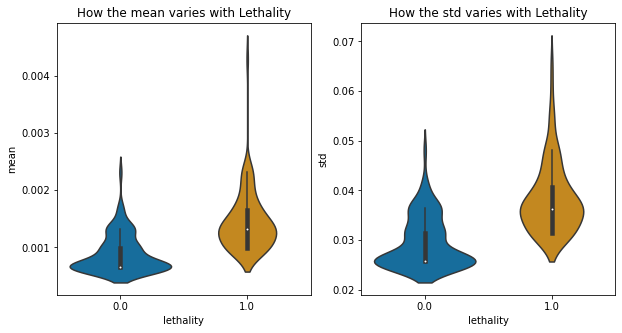 How the mean varies with Lethality
0.004
0.003
0.002
0.001
mean
0.0
1.0
lethality
How the std varies with Lethality
0.07
0.06
0.05
0.04
0.03
0.02
std
0.0
1.0
lethality